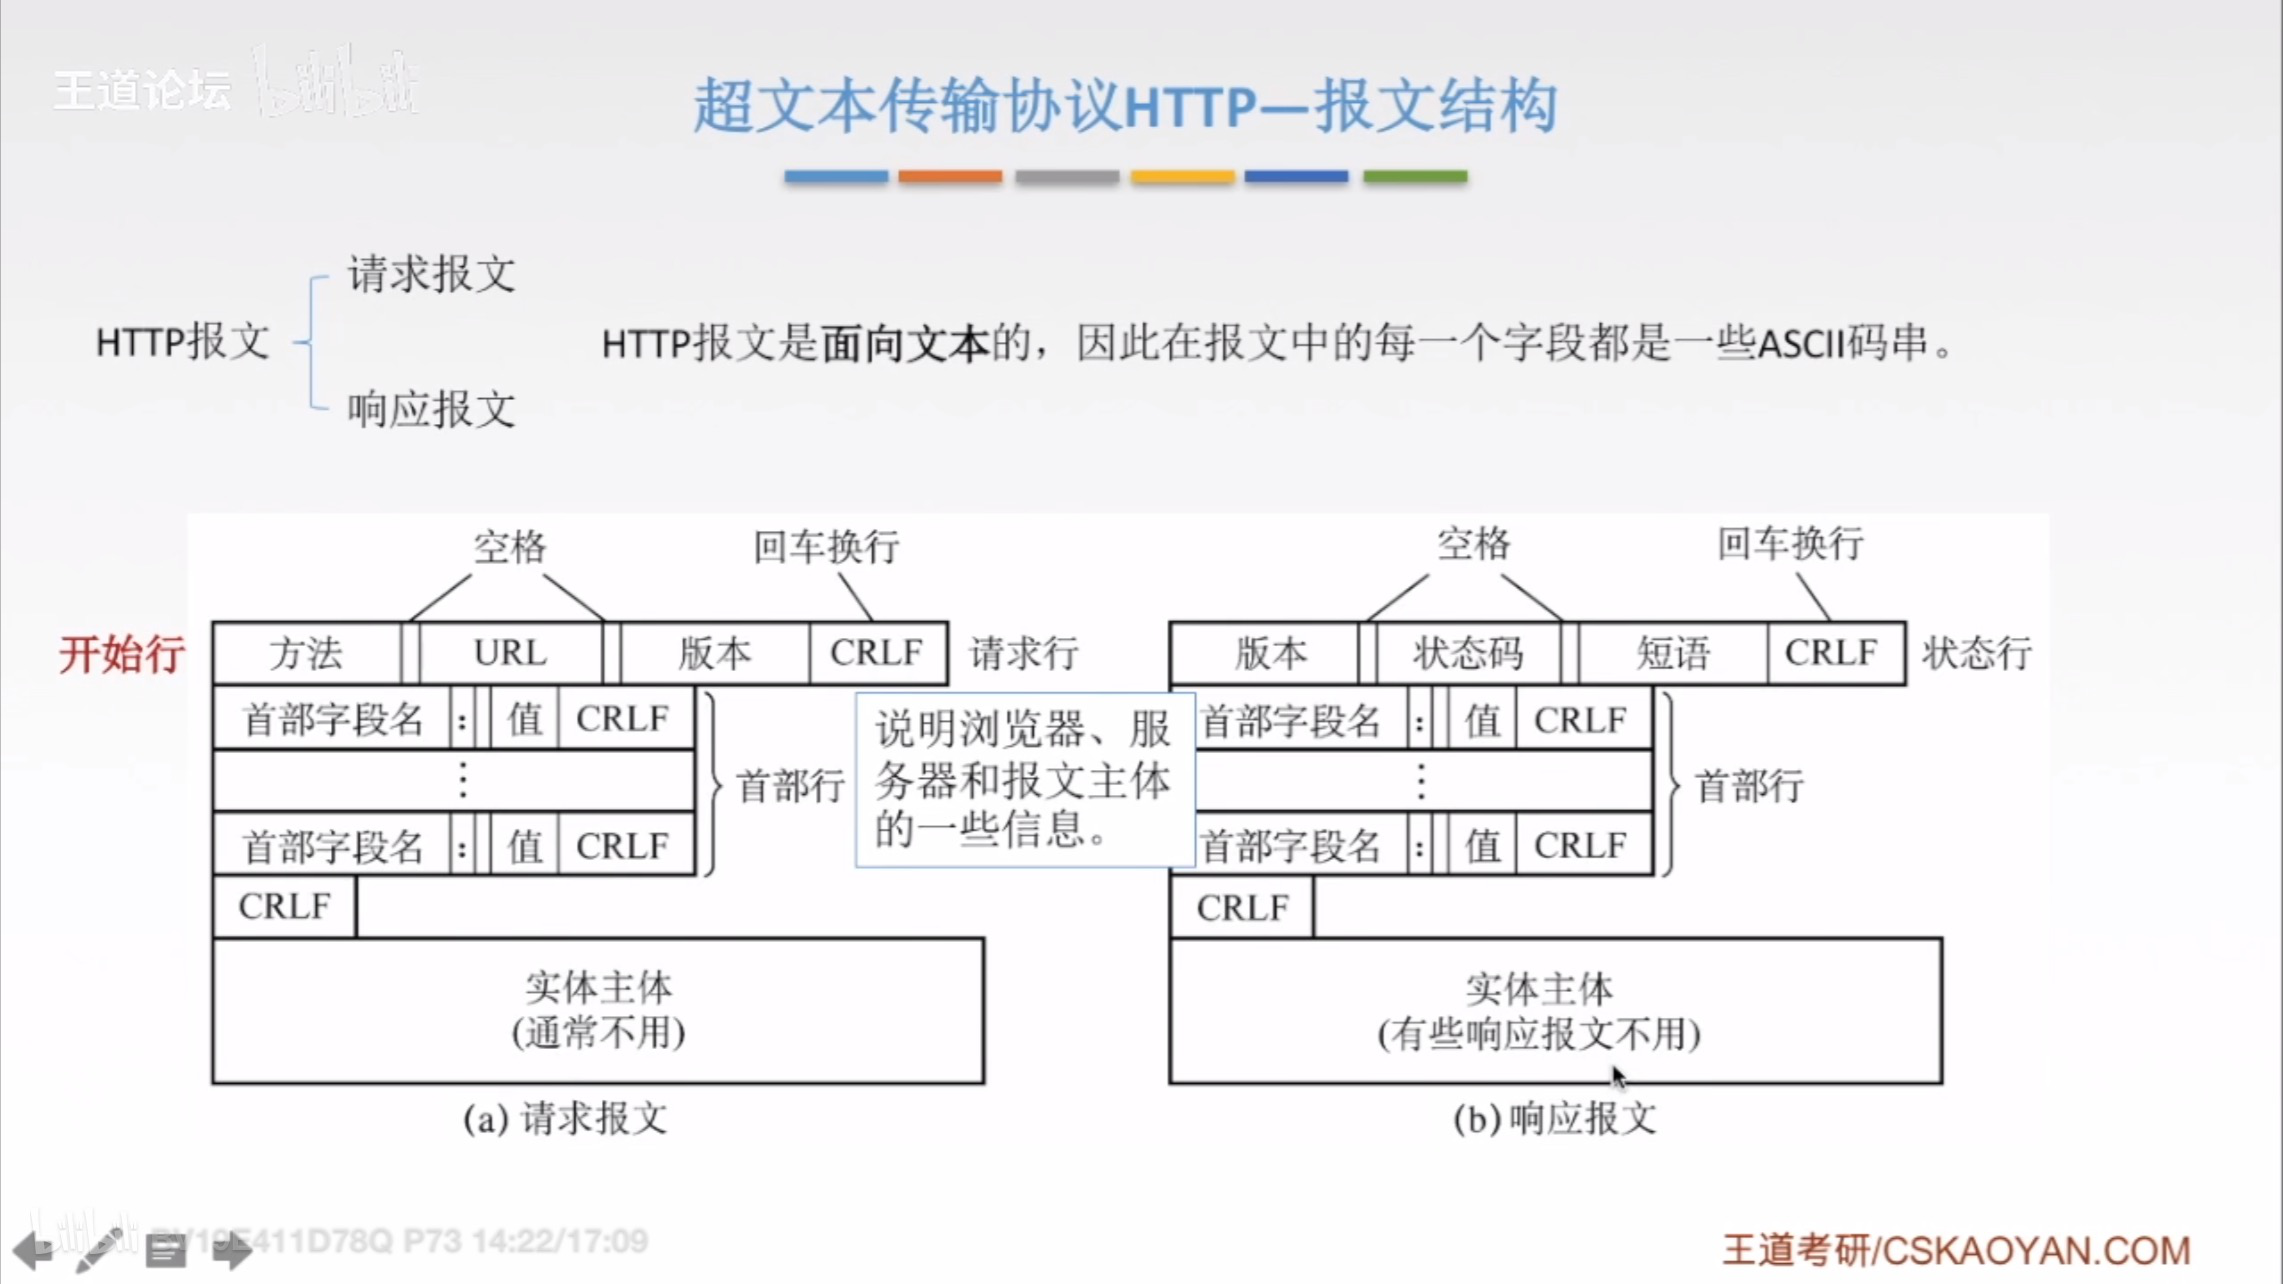 王道论坛 bilibili
超文本传输协议HTTP—报文结构
请求报文
HTTP报文
HTTP报文是面向文本的，因此在报文中的每一个字段都是一些ASCII码串。
响应报文
空格 回车换行
开始行 方法 URL 版本 CRLF 请求行
首部字段名 : 值 CRLF
⋮
首部行
首部字段名 : 值 CRLF
CRLF
实体主体
(通常不用)
(a) 请求报文
说明浏览器、服
务器和报文主体
的一些信息。
空格 回车换行
版本 状态码 短语 CRLF 状态行
首部字段名 : 值 CRLF
⋮
首部行
首部字段名 : 值 CRLF
CRLF
实体主体
(有些响应报文不用)
(b) 响应报文
bilibili BV19E411D78Q P73 14:22/17:09
王道考研/CSKAOYAN.COM